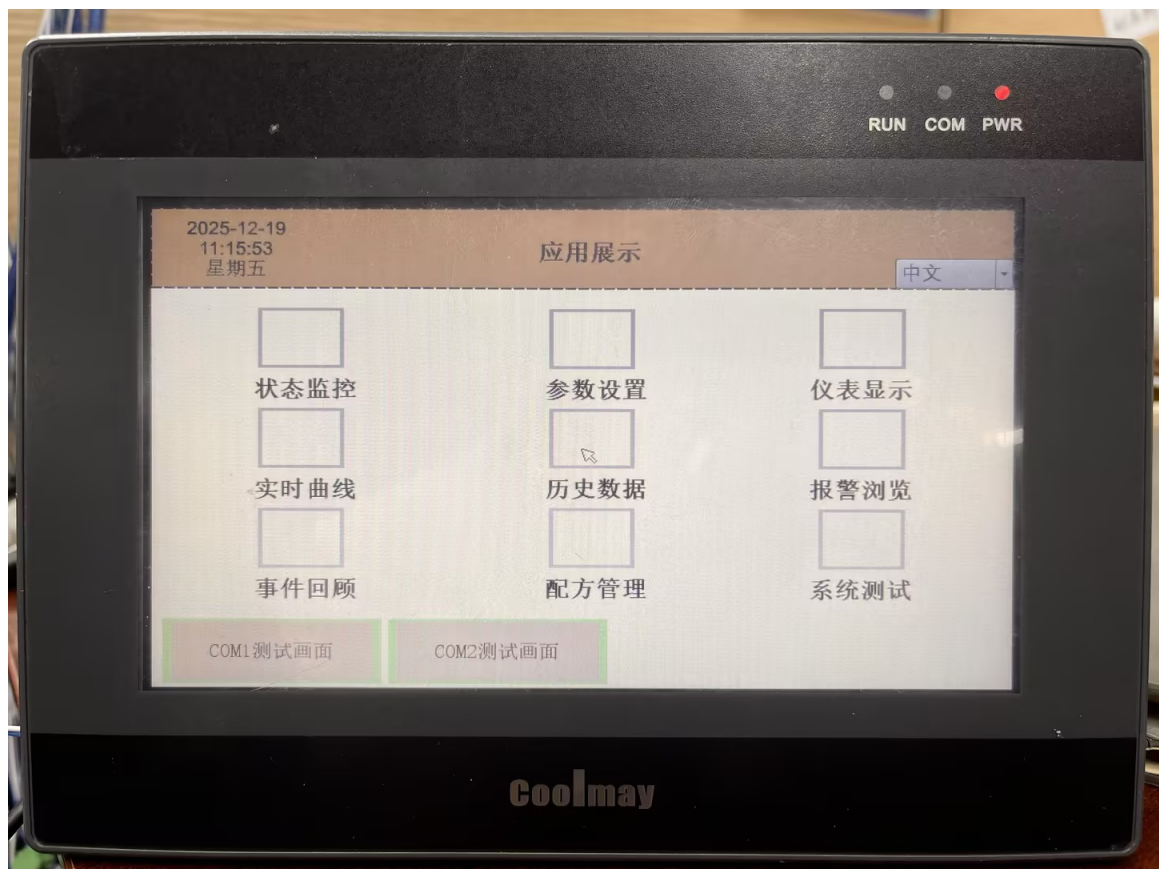 RUN COM PWR
2025-12-19
11:15:53
星期五
应用展示
中文
状态监控 参数设置 仪表显示
实时曲线 历史数据 报警浏览
事件回顾 配方管理 系统测试
COM1测试画面 COM2测试画面
Coolmay